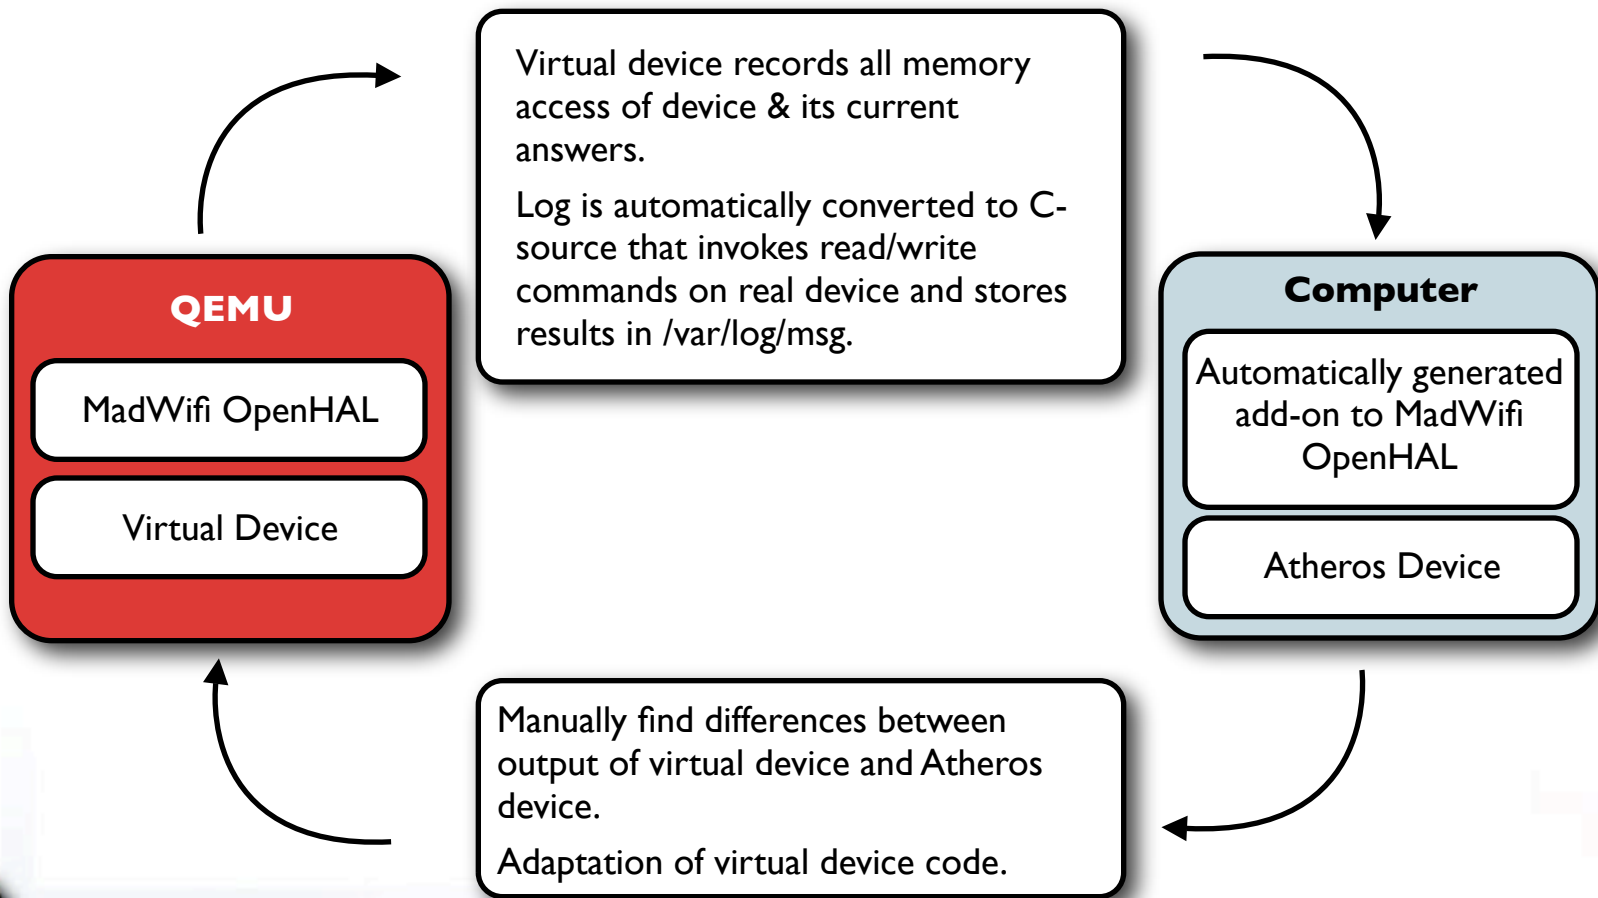 Virtual device records all memory
access of device & its current
answers.
Log is automatically converted to C-
source that invokes read/write
commands on real device and stores
results in /var/log/msg.
QEMU
MadWifi OpenHAL
Virtual Device
Computer
Automatically generated
add-on to MadWifi
OpenHAL
Atheros Device
Manually find differences between
output of virtual device and Atheros
device.
Adaptation of virtual device code.